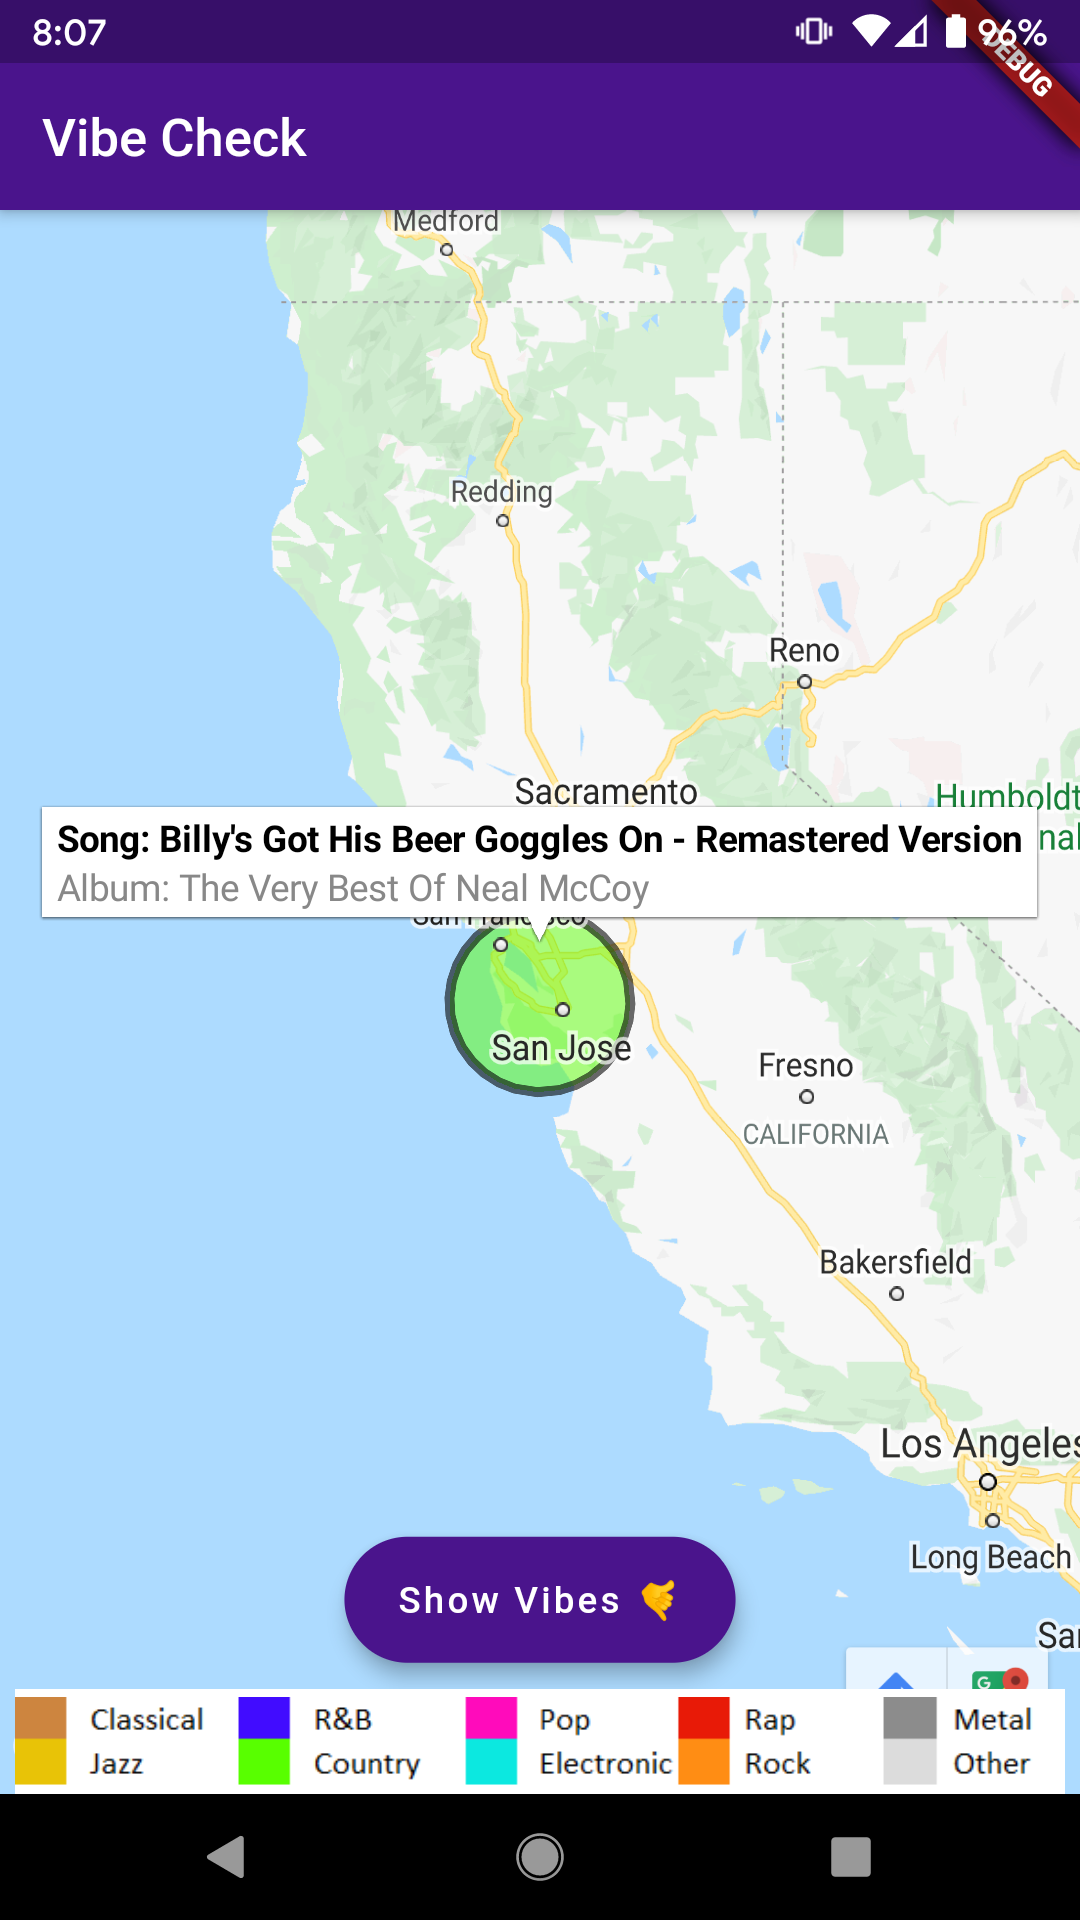 8:07
96%
DEBUG
Vibe Check
Medford
Redding
Reno
Sacramento
Humboldt
Song: Billy's Got His Beer Goggles On - Remastered Version
nal
Album: The Very Best Of Neal McCoy
San Francisco
San Jose
Fresno
CALIFORNIA
Bakersfield
Los Angeles
Long Beach
San
Show Vibes 🤙
G
Classical R&B Pop Rap Metal
Jazz Country Electronic Rock Other